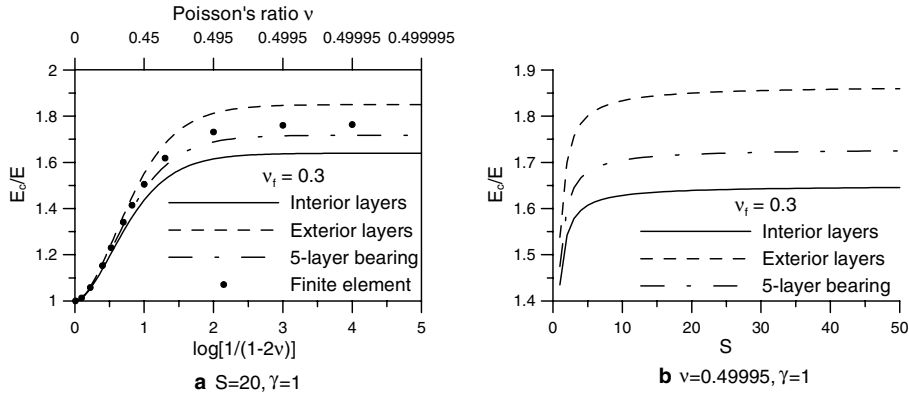 Poisson's ratio ν
0 0.45 0.495 0.4995 0.49995 0.499995
2
1.8
1.6
1.4
1.2
1
E_c/E
ν_f = 0.3
Interior layers
Exterior layers
5-layer bearing
Finite element
0 1 2 3 4 5
log[1/(1-2ν)]
a S=20, γ=1
1.9
1.8
1.7
1.6
1.5
1.4
E_c/E
ν_f = 0.3
Interior layers
Exterior layers
5-layer bearing
0 10 20 30 40 50
S
b ν=0.49995, γ=1